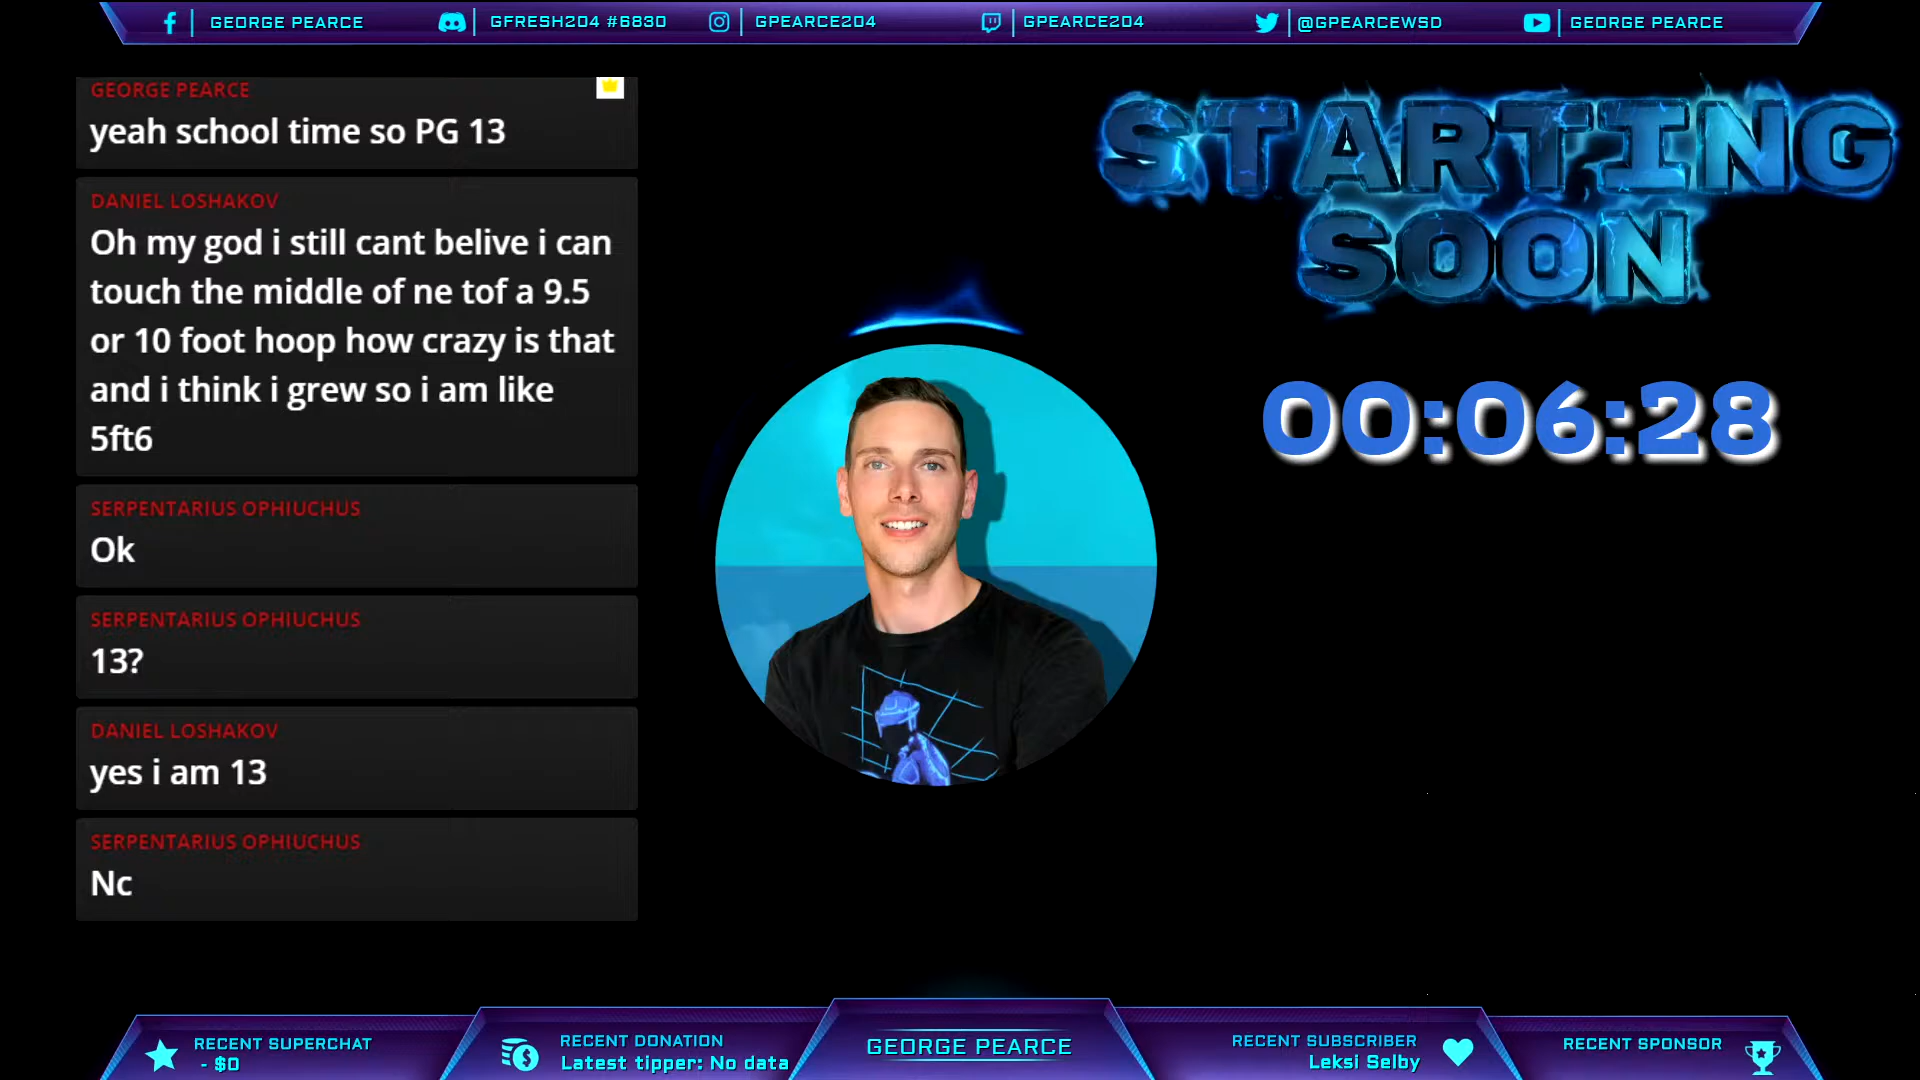 GEORGE PEARCE
GFRESH204 #6830
GPEARCE204
GPEARCE204
@GPEARCEWSD
GEORGE PEARCE
GEORGE PEARCE
yeah school time so PG 13
DANIEL LOSHAKOV
Oh my god i still cant belive i can
touch the middle of ne tof a 9.5
or 10 foot hoop how crazy is that
and i think i grew so i am like
5ft6
SERPENTARIUS OPHIUCHUS
Ok
SERPENTARIUS OPHIUCHUS
13?
DANIEL LOSHAKOV
yes i am 13
SERPENTARIUS OPHIUCHUS
Nc
STARTING
SOON
00:06:28
RECENT SUPERCHAT
- $0
RECENT DONATION
Latest tipper: No data
GEORGE PEARCE
RECENT SUBSCRIBER
Leksi Selby
RECENT SPONSOR